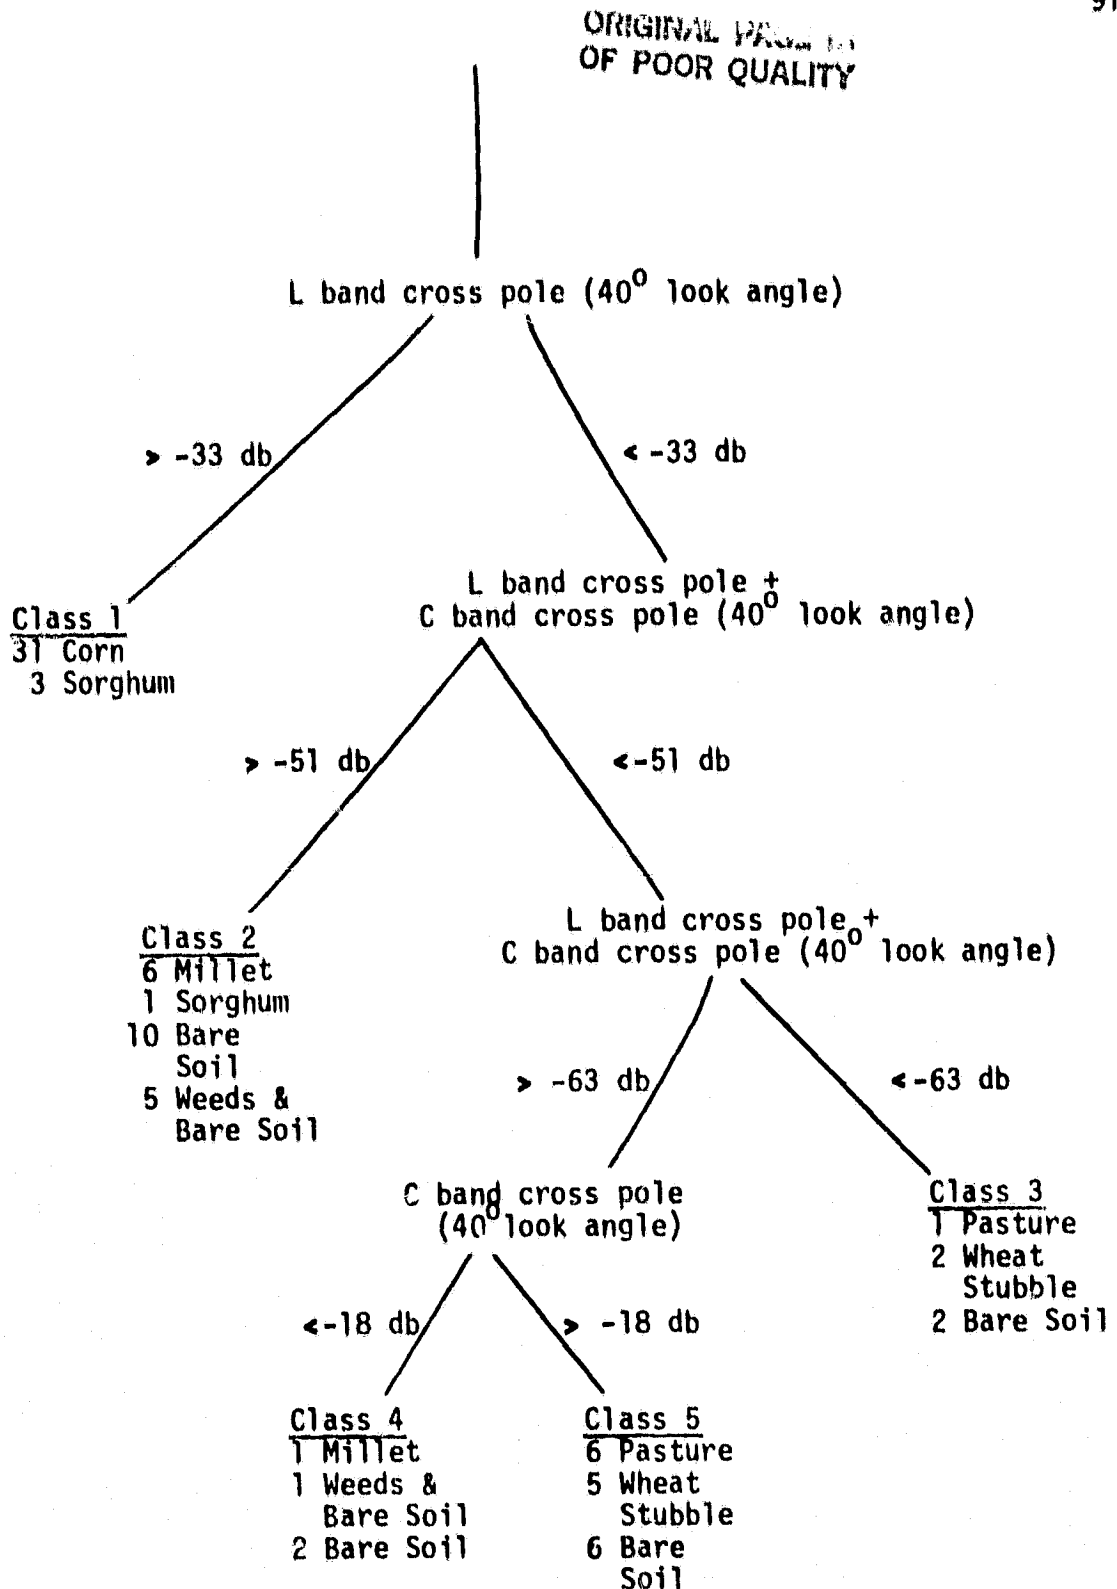 91
ORIGINAL
OF POOR QUALITY
L band cross pole (40º look angle)
> -33 db
< -33 db
L band cross pole +
C band cross pole (40º look angle)
Class 1
31 Corn
3 Sorghum
> -51 db
<-51 db
L band cross pole +
C band cross pole (40º look angle)
Class 2
6 Millet
1 Sorghum
10 Bare
Soil
5 Weeds &
Bare Soil
> -63 db
<-63 db
C band cross pole
(40º look angle)
Class 3
1 Pasture
2 Wheat
Stubble
2 Bare Soil
<-18 db
> -18 db
Class 4
1 Millet
1 Weeds &
Bare Soil
2 Bare Soil
Class 5
6 Pasture
5 Wheat
Stubble
6 Bare
Soil